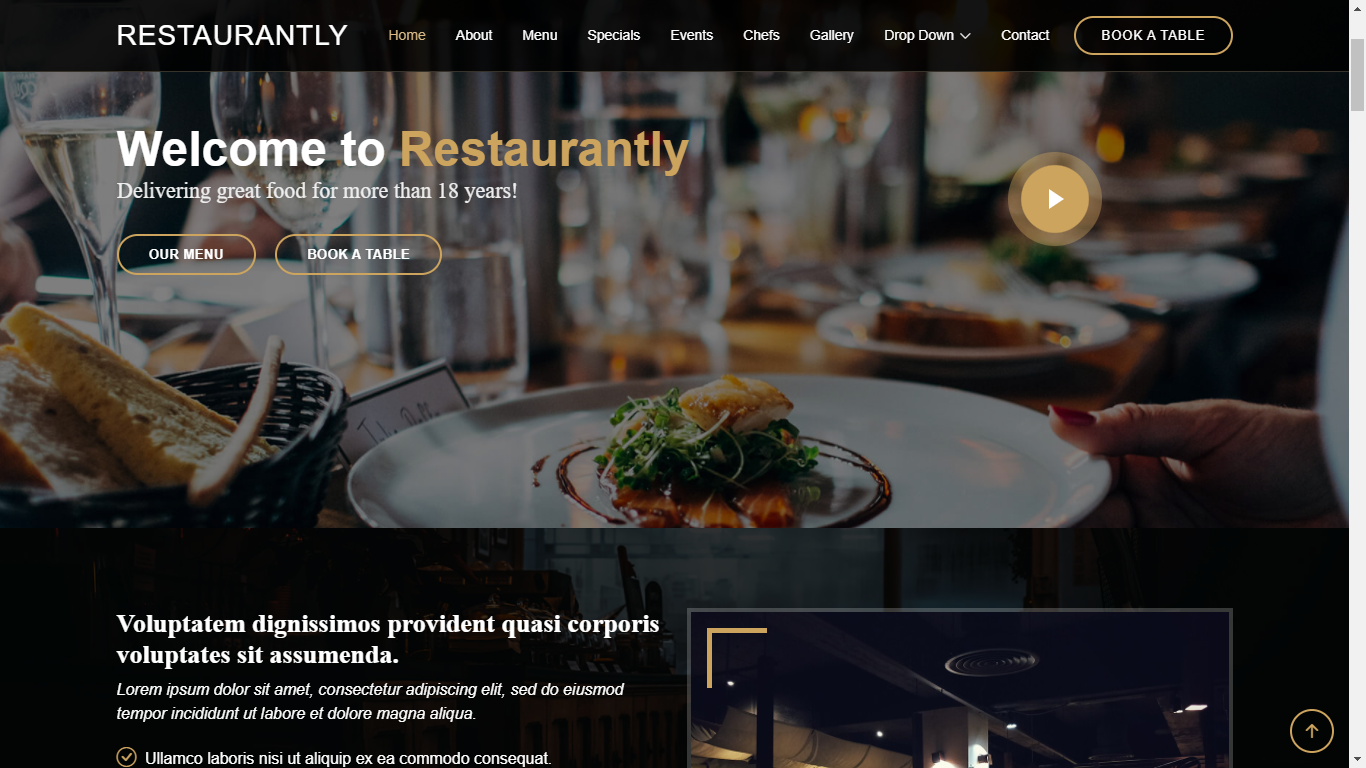 RESTAURANTLY
Home About Menu Specials Events Chefs Gallery Drop Down Contact BOOK A TABLE
Welcome to Restaurantly
Delivering great food for more than 18 years!
OUR MENU BOOK A TABLE
Voluptatem dignissimos provident quasi corporis
voluptates sit assumenda.
Lorem ipsum dolor sit amet, consectetur adipiscing elit, sed do eiusmod
tempor incididunt ut labore et dolore magna aliqua.
Ullamco laboris nisi ut aliquip ex ea commodo consequat.